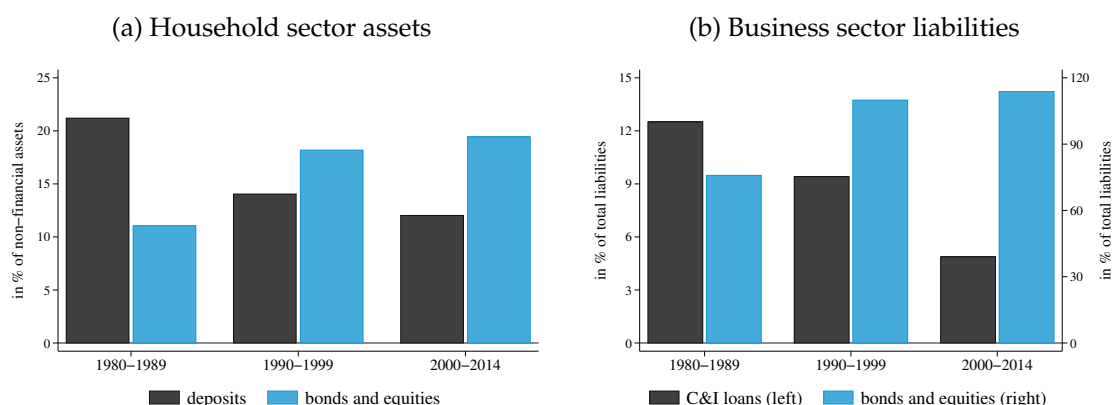 (a) Household sector assets
25
20
15
10
5
0
in % of non–financial assets
1980–1989
1990–1999
2000–2014
deposits
bonds and equities
(b) Business sector liabilities
15
12
9
6
3
0
in % of total liabilities
120
90
60
30
0
in % of total liabilities
1980–1989
1990–1999
2000–2014
C&I loans (left)
bonds and equities (right)